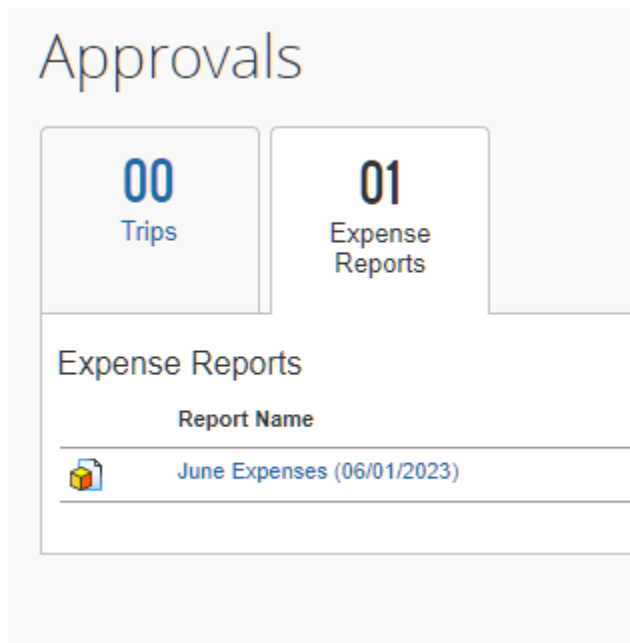 Approvals
00
Trips
01
Expense
Reports
Expense Reports
Report Name
June Expenses (06/01/2023)